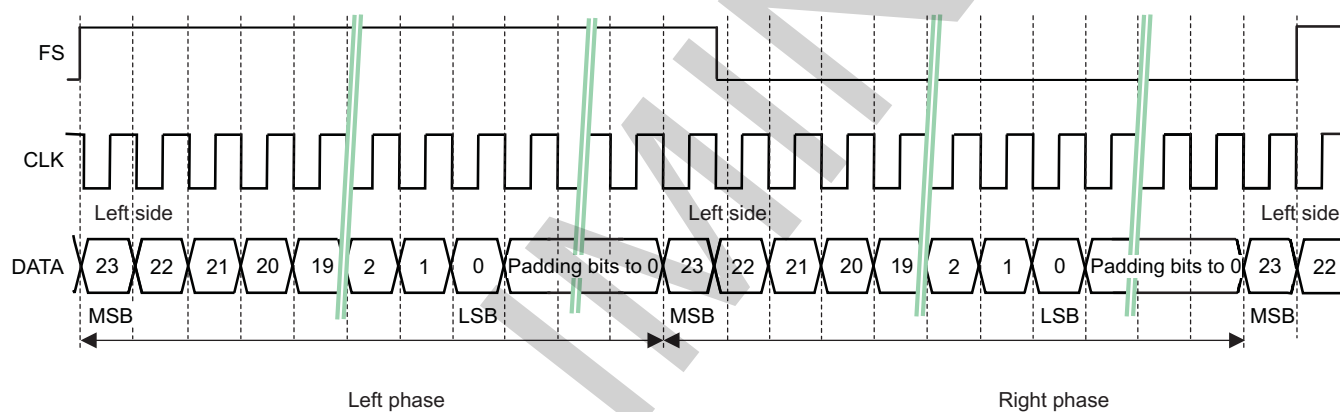 FS
CLK
Left side Left side Left side
DATA 23 22 21 20 19 2 1 0 Padding bits to 0 23 22 21 20 19 2 1 0 Padding bits to 0 23 22
MSB LSB MSB LSB MSB
Left phase Right phase